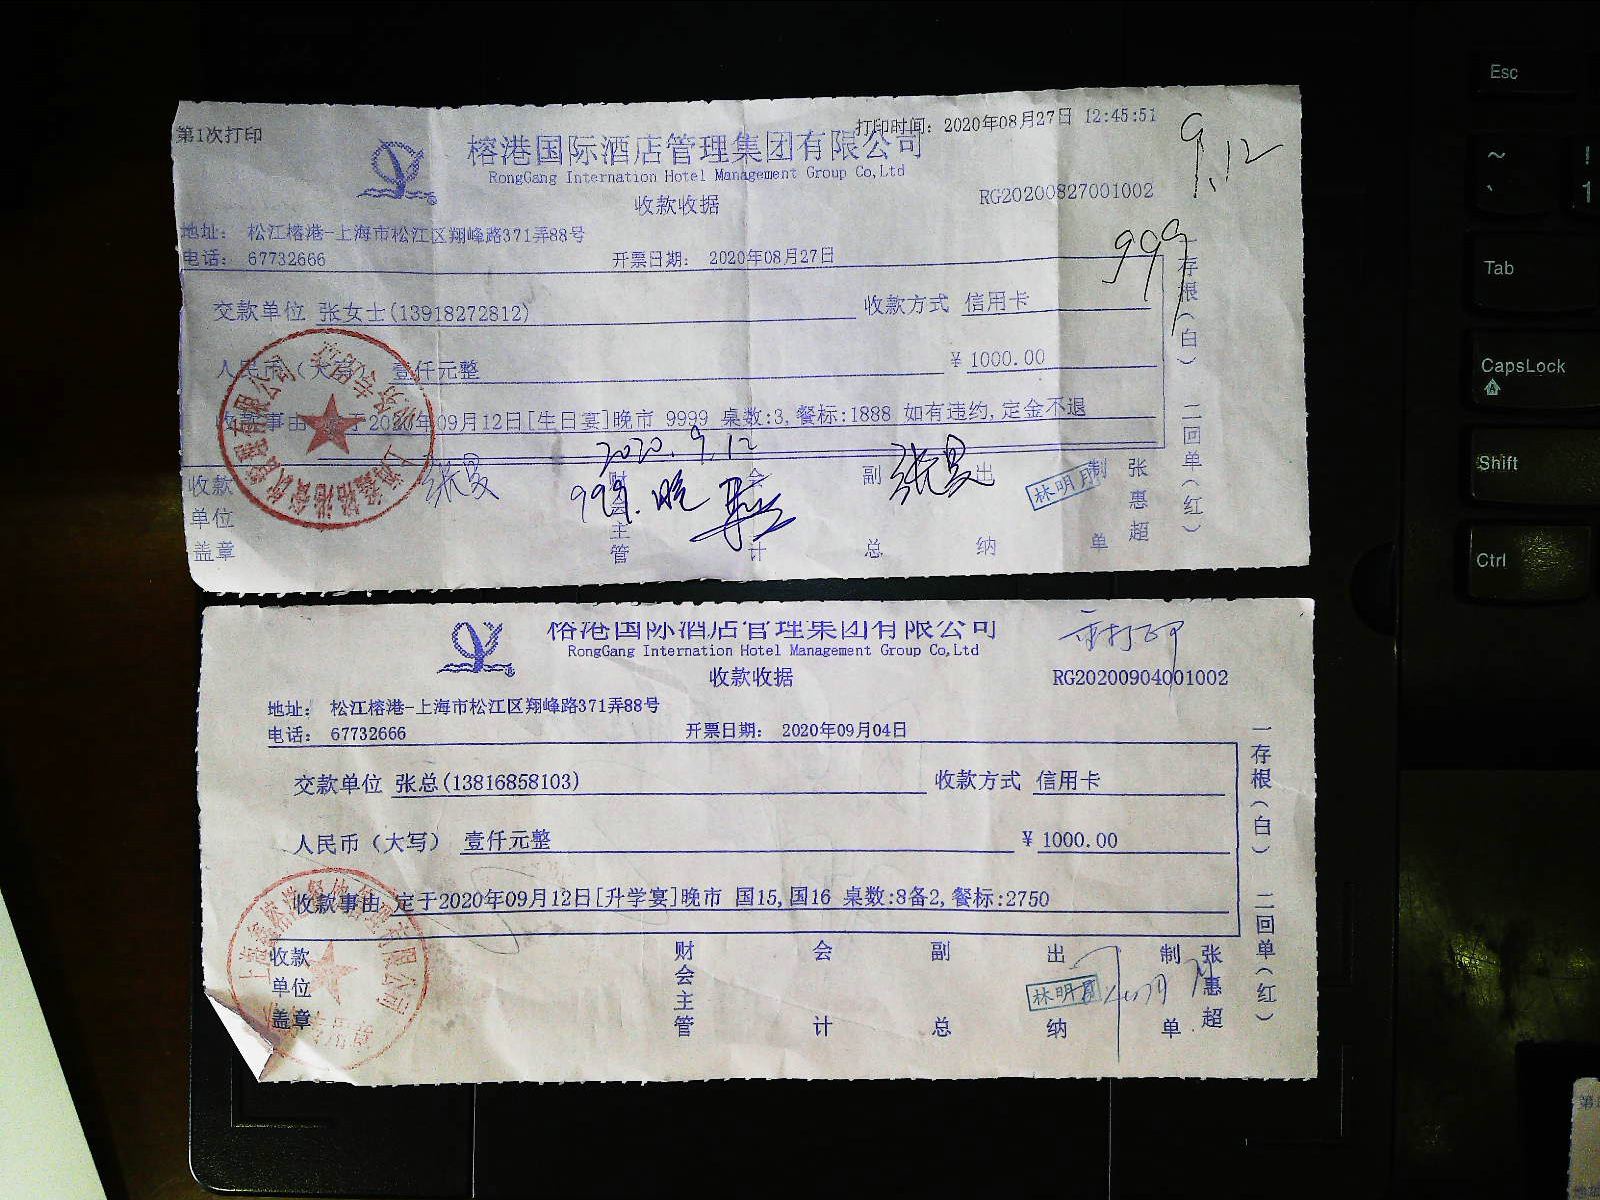 第1次打印
打印时间：2020年08月27日 12:45:51
9.12
榕港国际酒店管理集团有限公司
RongGang Internation Hotel Management Group Co,Ltd
收款收据
RG20200827001002
999
地址： 松江榕港-上海市松江区翔峰路371弄88号
电话： 67732666
开票日期： 2020年08月27日
交款单位 张女士(13918272812)
收款方式 信用卡
人民币（大写） 壹仟元整
¥ 1000.00
收款事由 定于2020年09月12日[生日宴]晚市 9999 桌数:3,餐标:1888 如有违约,定金不退
2020.9.12
999.晚
收款单位盖章
财会主管
会计
副总
出纳
林明月
制单
张惠超
一存根（白） 二回单（红）
榕港国际酒店管理集团有限公司
RongGang Internation Hotel Management Group Co,Ltd
收款收据
重打印
RG20200904001002
地址： 松江榕港-上海市松江区翔峰路371弄88号
电话： 67732666
开票日期： 2020年09月04日
交款单位 张总(13816858103)
收款方式 信用卡
人民币（大写） 壹仟元整
¥ 1000.00
收款事由 定于2020年09月12日[升学宴]晚市 国15,国16 桌数:8备2,餐标:2750
收款单位盖章
财会主管
会计
副总
出纳
林明月
制单
张惠超
一存根（白） 二回单（红）
Esc
~
!
1
Tab
CapsLock
Shift
Ctrl